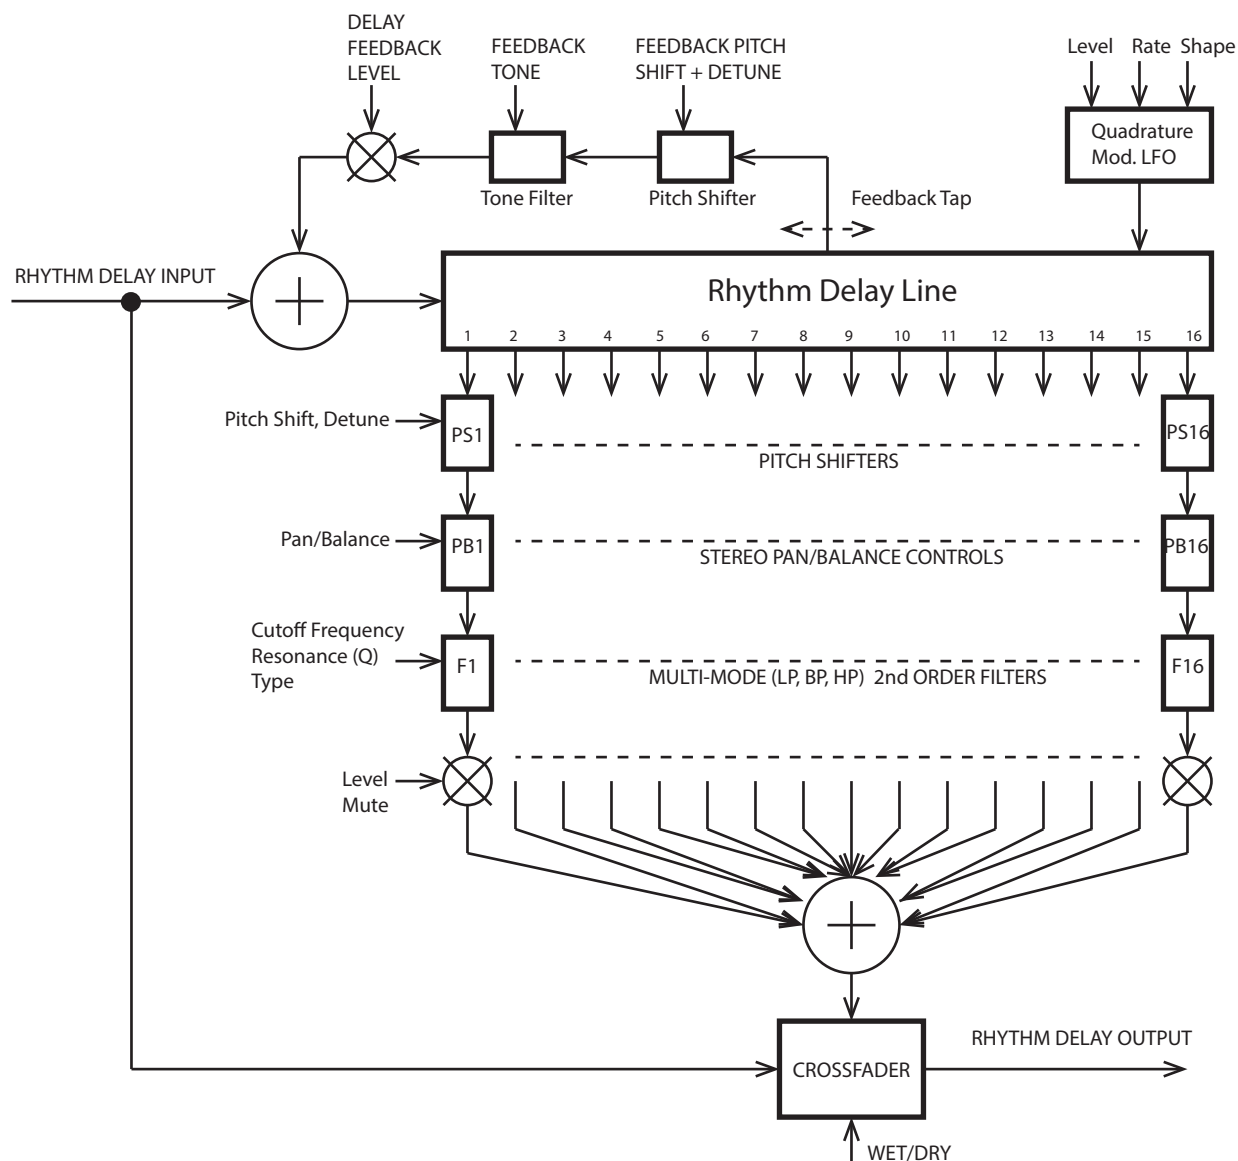 DELAY
FEEDBACK
LEVEL
FEEDBACK
TONE
FEEDBACK PITCH
SHIFT + DETUNE
Level Rate Shape
Quadrature
Mod. LFO
Tone Filter
Pitch Shifter
Feedback Tap
RHYTHM DELAY INPUT
Rhythm Delay Line
1 2 3 4 5 6 7 8 9 10 11 12 13 14 15 16
Pitch Shift, Detune
PS1
PS16
PITCH SHIFTERS
Pan/Balance
PB1
PB16
STEREO PAN/BALANCE CONTROLS
Cutoff Frequency
Resonance (Q)
Type
F1
F16
MULTI-MODE (LP, BP, HP) 2nd ORDER FILTERS
Level
Mute
RHYTHM DELAY OUTPUT
CROSSFADER
WET/DRY